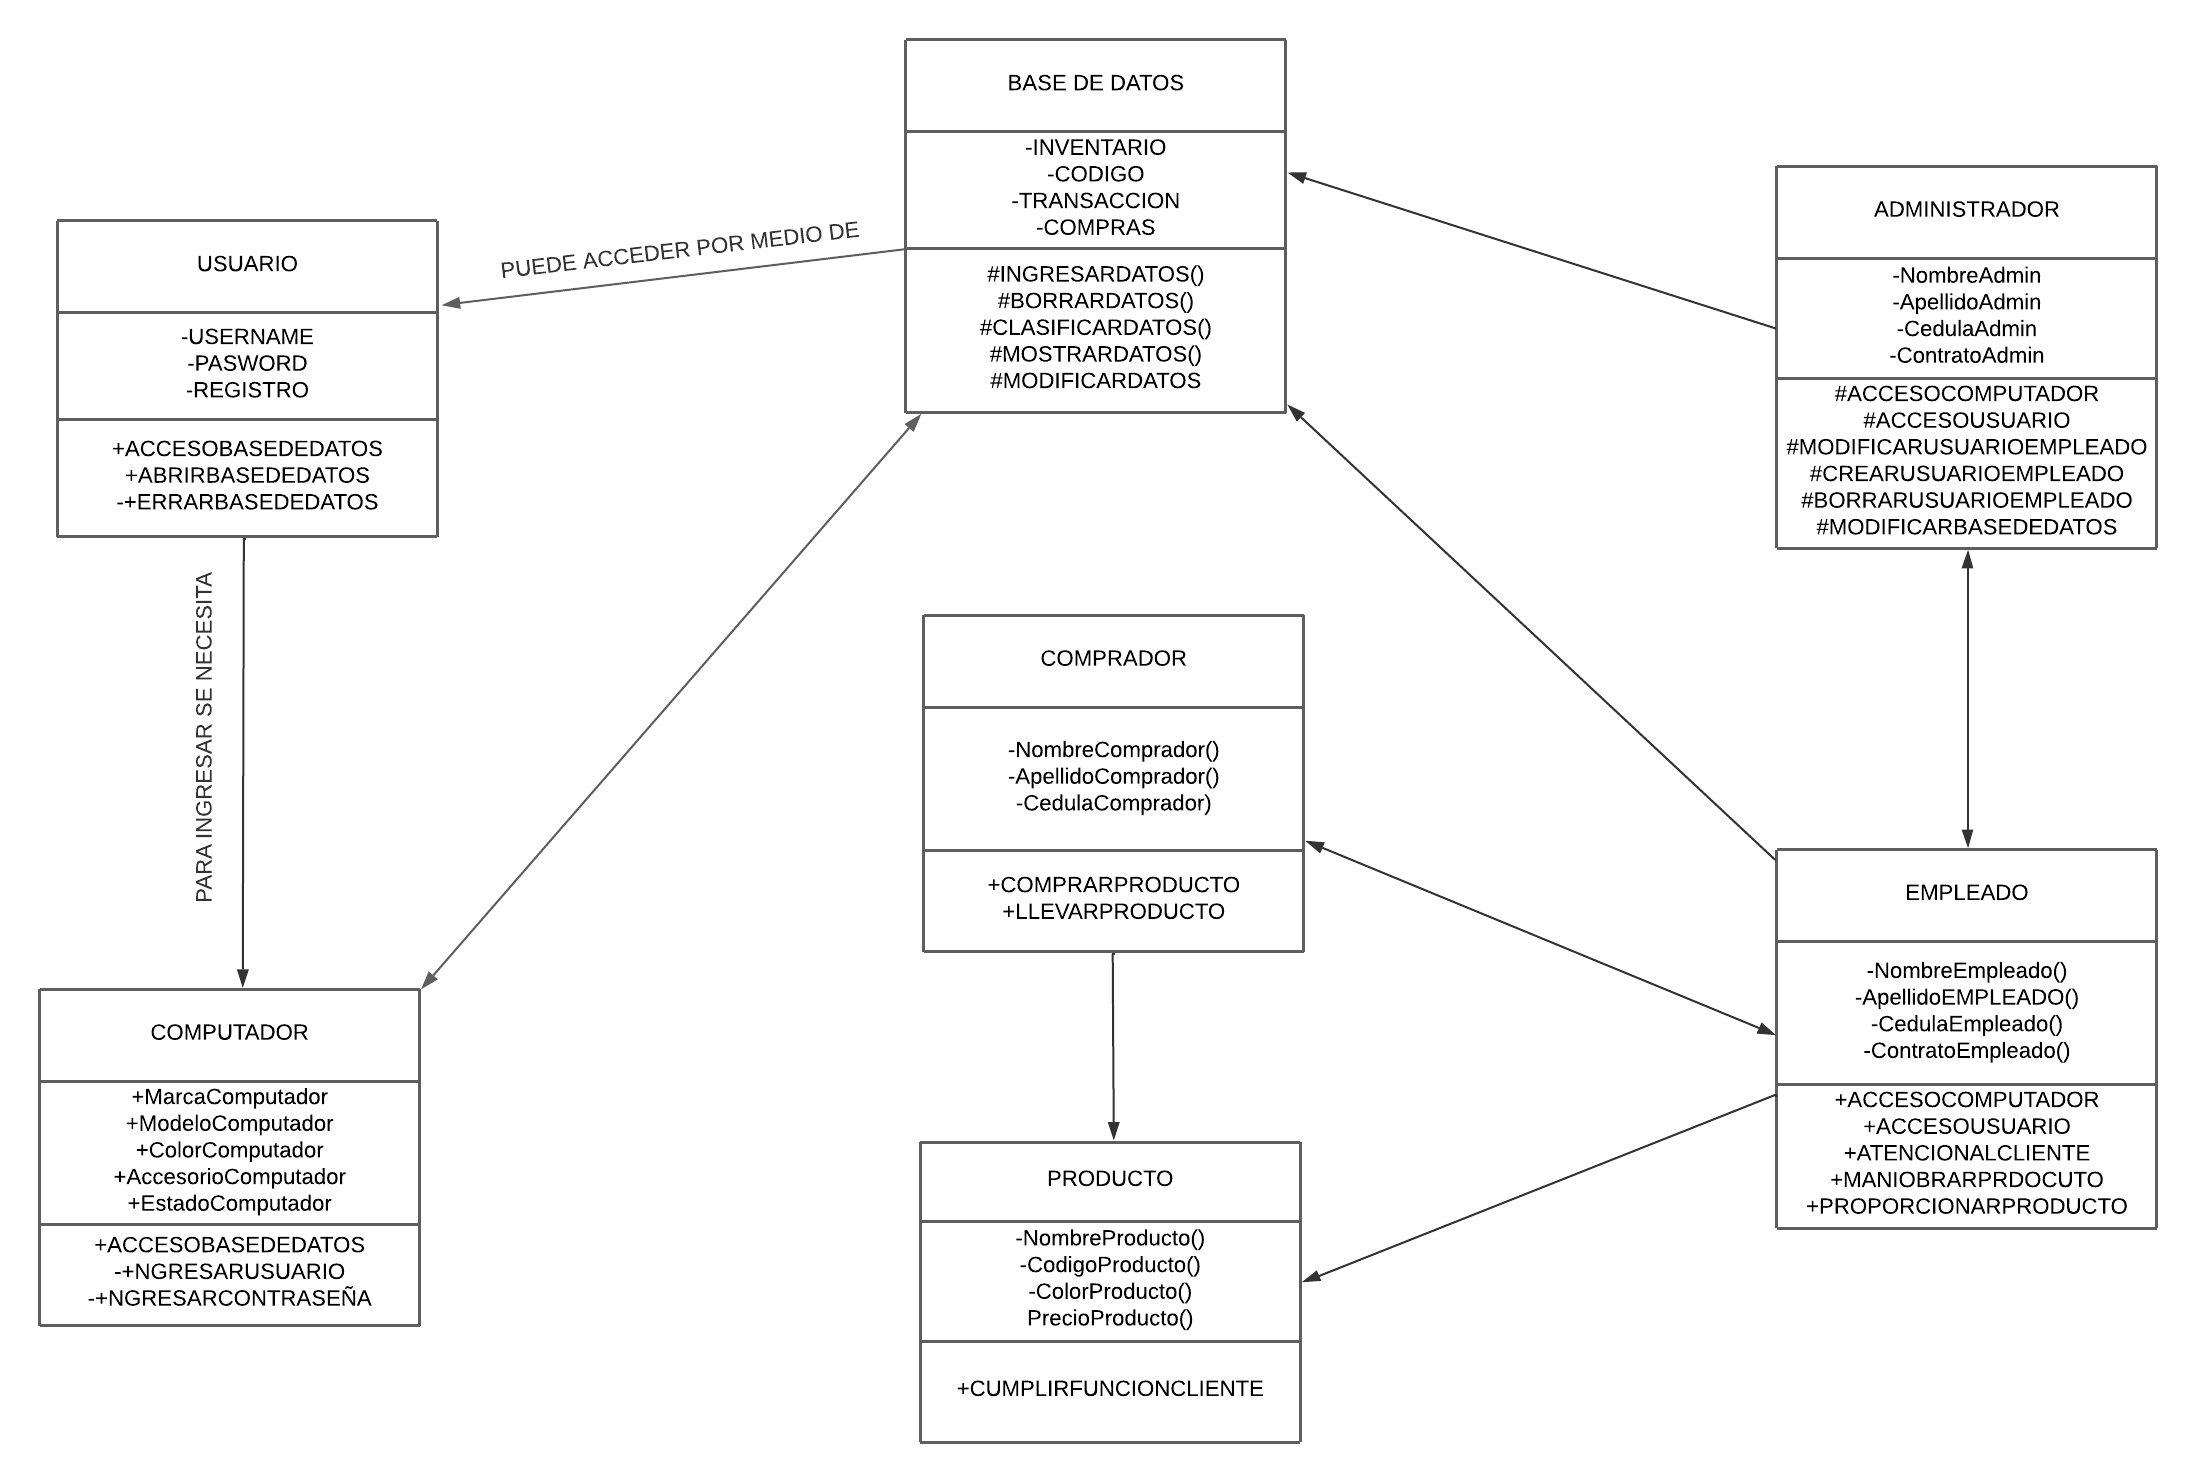 BASE DE DATOS
-INVENTARIO
-CODIGO
-TRANSACCION
-COMPRAS
#INGRESARDATOS()
#BORRARDATOS()
#CLASIFICARDATOS()
#MOSTRARDATOS()
#MODIFICARDATOS
ADMINISTRADOR
-NombreAdmin
-ApellidoAdmin
-CedulaAdmin
-ContratoAdmin
#ACCESOCOMPUTADOR
#ACCESOUSUARIO
#MODIFICARUSUARIOEMPLEADO
#CREARUSUARIOEMPLEADO
#BORRARUSUARIOEMPLEADO
#MODIFICARBASEDEDATOS
USUARIO
-USERNAME
-PASWORD
-REGISTRO
+ACCESOBASEDEDATOS
+ABRIRBASEDEDATOS
-+ERRARBASEDEDATOS
PUEDE ACCEDER POR MEDIO DE
PARA INGRESAR SE NECESITA
COMPRADOR
-NombreComprador()
-ApellidoComprador()
-CedulaComprador)
+COMPRARPRODUCTO
+LLEVARPRODUCTO
EMPLEADO
-NombreEmpleado()
-ApellidoEMPLEADO()
-CedulaEmpleado()
-ContratoEmpleado()
+ACCESOCOMPUTADOR
+ACCESOUSUARIO
+ATENCIONALCLIENTE
+MANIOBRARPRDOCUTO
+PROPORCIONARPRODUCTO
COMPUTADOR
+MarcaComputador
+ModeloComputador
+ColorComputador
+AccesorioComputador
+EstadoComputador
+ACCESOBASEDEDATOS
-+NGRESARUSUARIO
-+NGRESARCONTRASEÑA
PRODUCTO
-NombreProducto()
-CodigoProducto()
-ColorProducto()
PrecioProducto()
+CUMPLIRFUNCIONCLIENTE